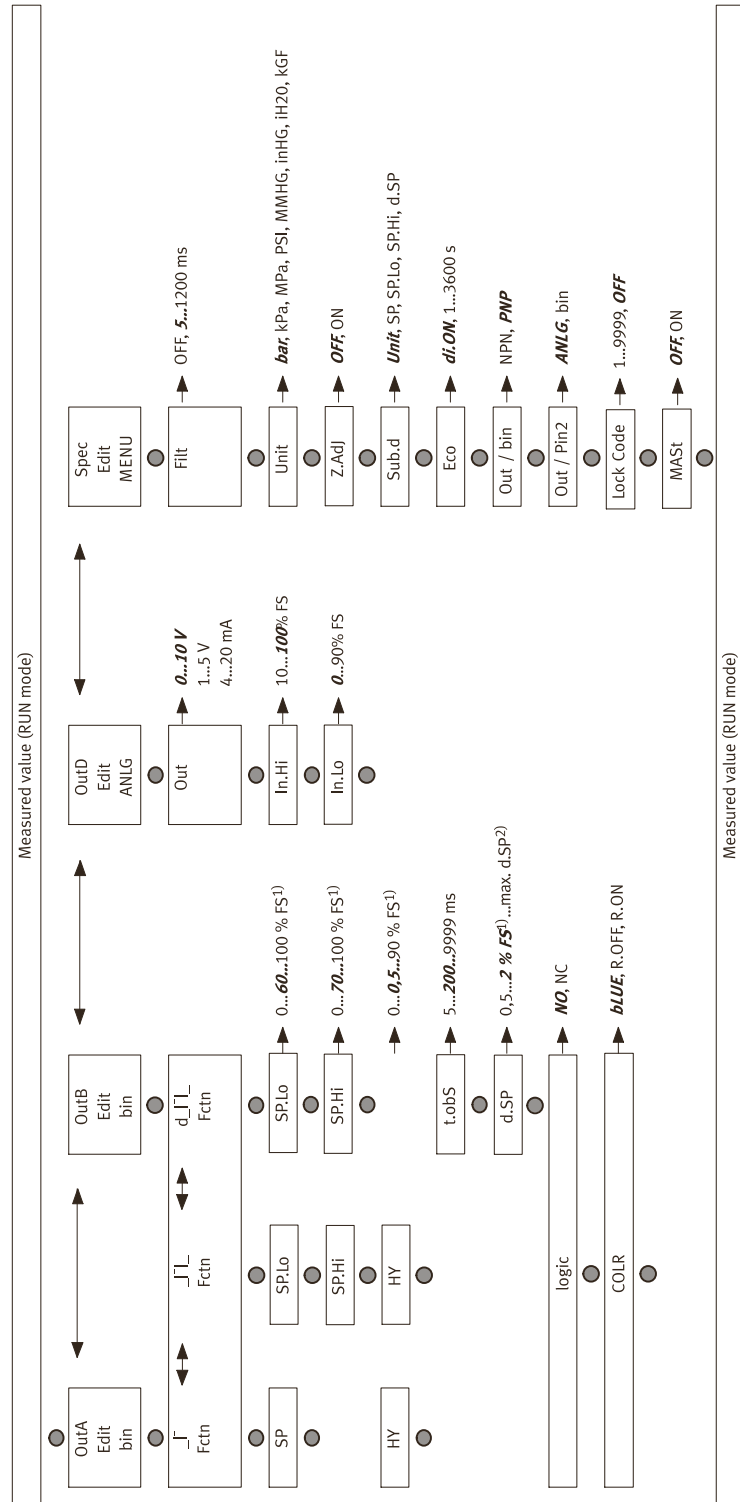 Measured value (RUN mode)
OutA
Edit
bin
OutB
Edit
bin
OutD
Edit
ANLG
Spec
Edit
MENU
_|‾
Fctn
_|‾|_
Fctn
d_|‾|_
Fctn
Out
0...10 V
1...5 V
4...20 mA
Filt
OFF, 5...1200 ms
SP
SP.Lo
SP.Lo
0...60...100 % FS1)
In.Hi
10...100% FS
Unit
bar, kPa, MPa, PSI, MMHG, inHG, iH20, kGF
SP.Hi
SP.Hi
0...70...100 % FS1)
In.Lo
0...90% FS
Z.AdJ
OFF, ON
HY
HY
0...0,5...90 % FS1)
Sub.d
Unit, SP, SP.Lo, SP.Hi, d.SP
t.obS
5...200...9999 ms
Eco
di.ON, 1...3600 s
d.SP
0,5...2 % FS1) ...max. d.SP2)
Out / bin
NPN, PNP
logic
NO, NC
Out / Pin2
ANLG, bin
COLR
bLUE, R.OFF, R.ON
Lock Code
1...9999, OFF
MASt
OFF, ON
Measured value (RUN mode)